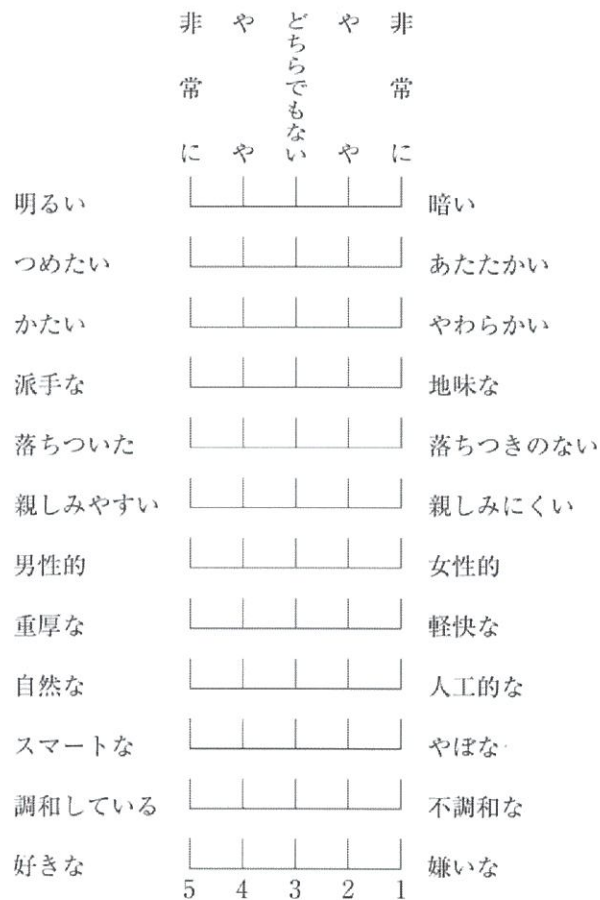 非常に やや どちらでもない やや 非常に
明るい 暗い
つめたい あたたかい
かたい やわらかい
派手な 地味な
落ちついた 落ちつきのない
親しみやすい 親しみにくい
男性的 女性的
重厚な 軽快な
自然な 人工的な
スマートな やぼな
調和している 不調和な
好きな 嫌いな
5 4 3 2 1